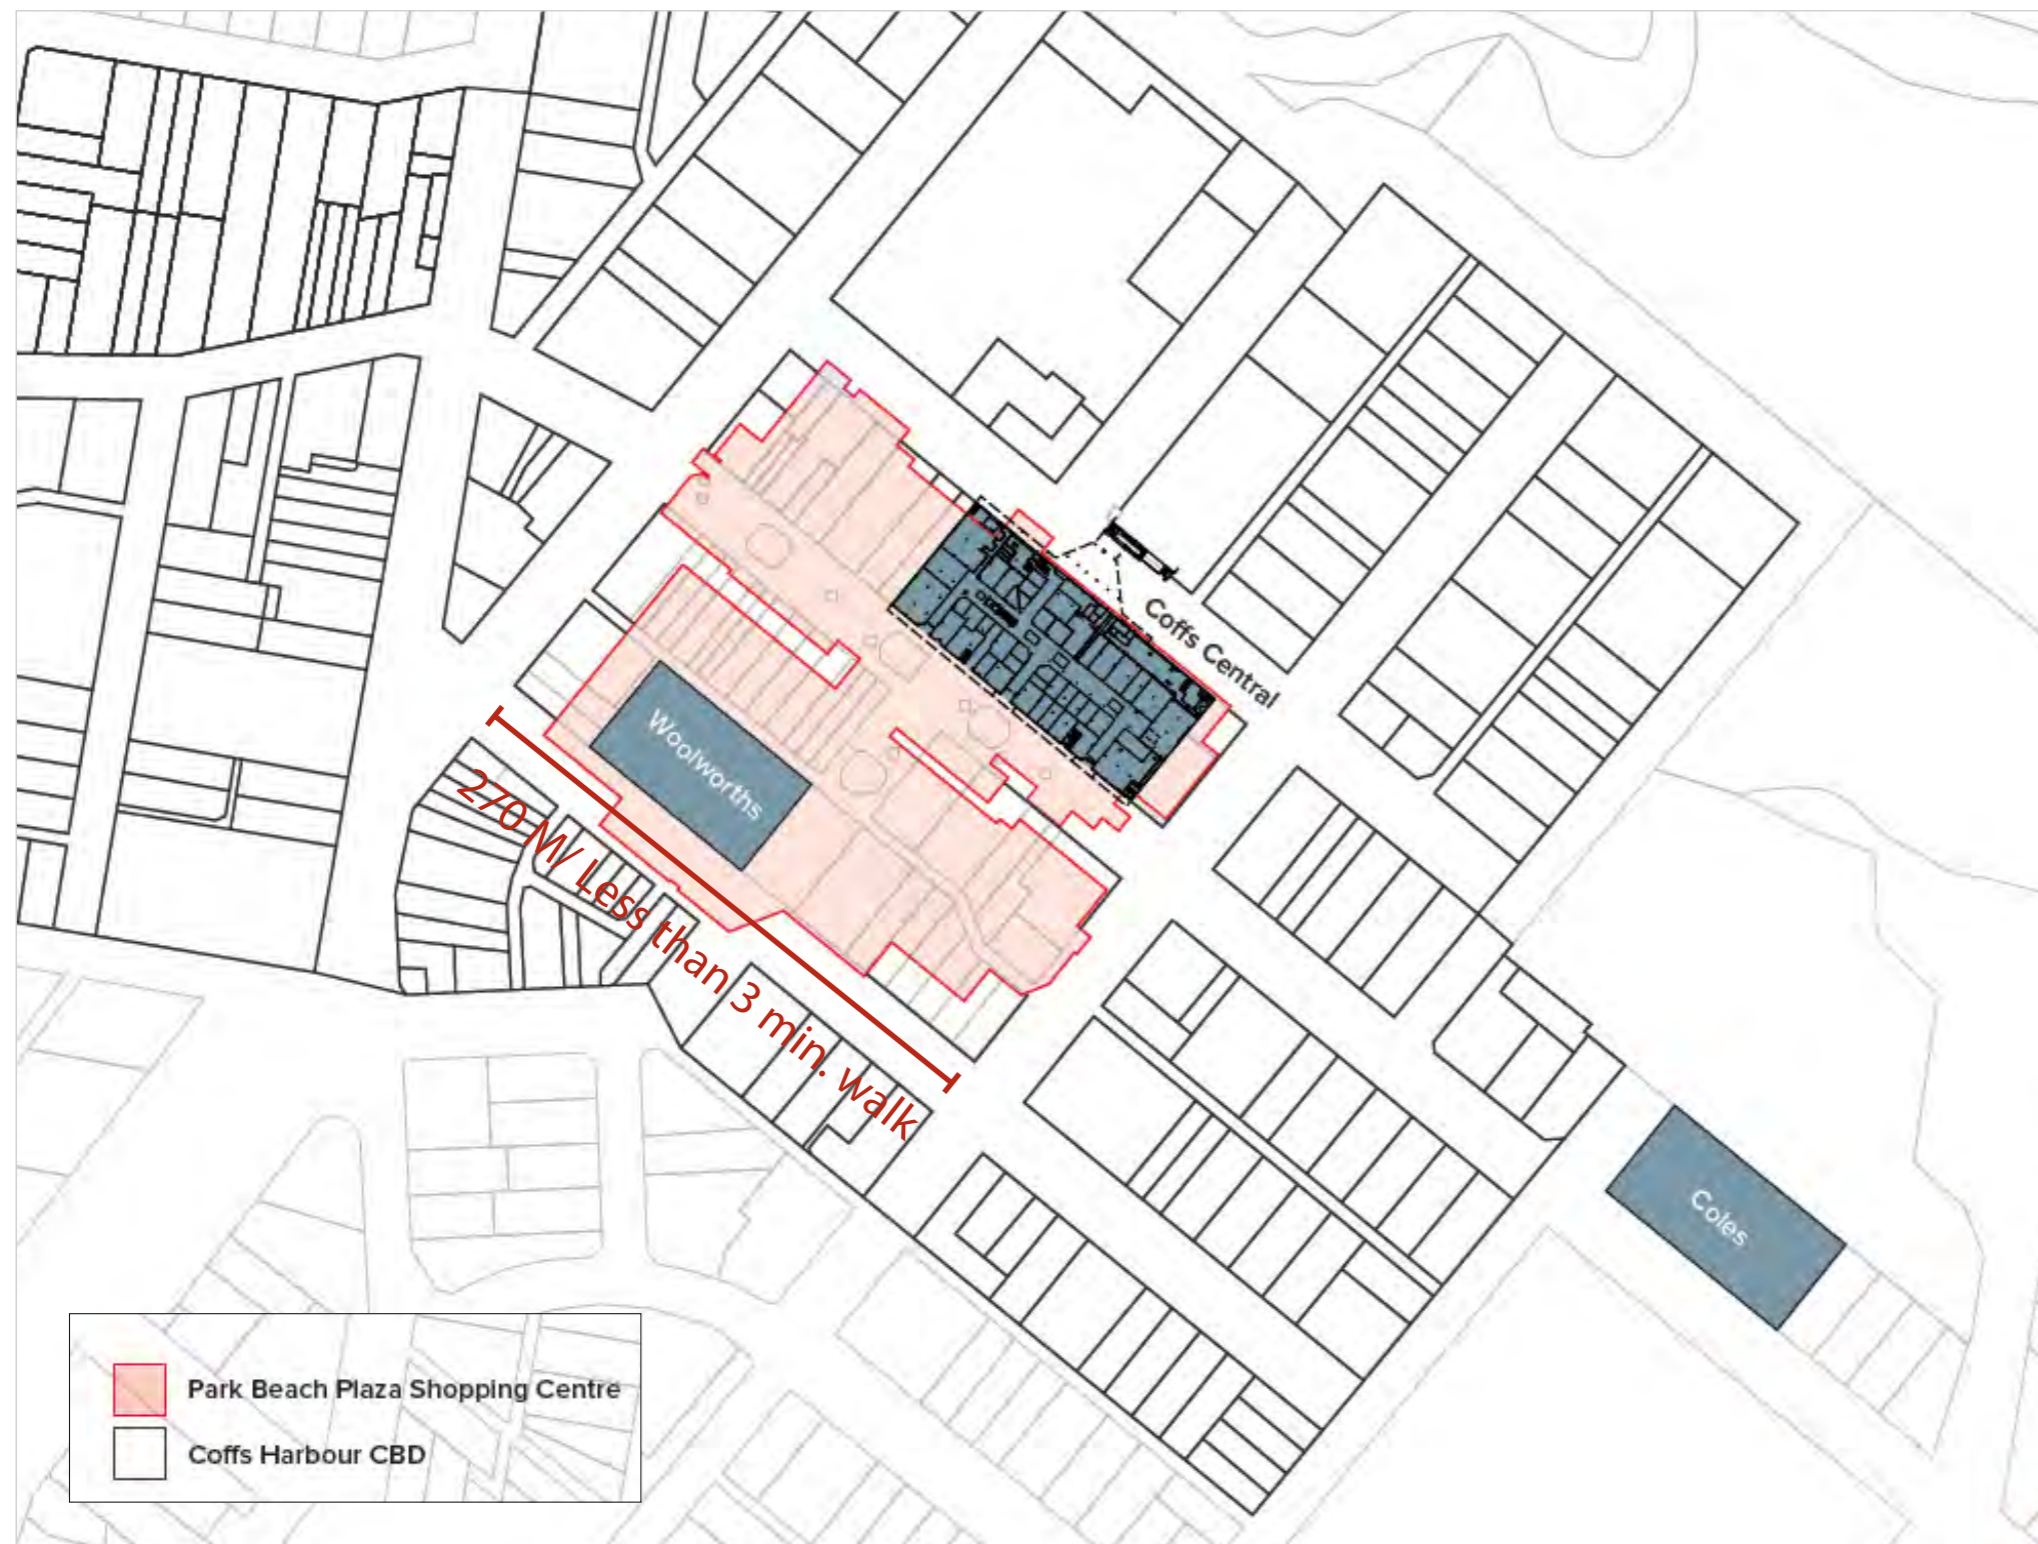 Coffs Central
Woolworths
270 M/ Less than 3 min. walk
Coles
Park Beach Plaza Shopping Centre
Coffs Harbour CBD